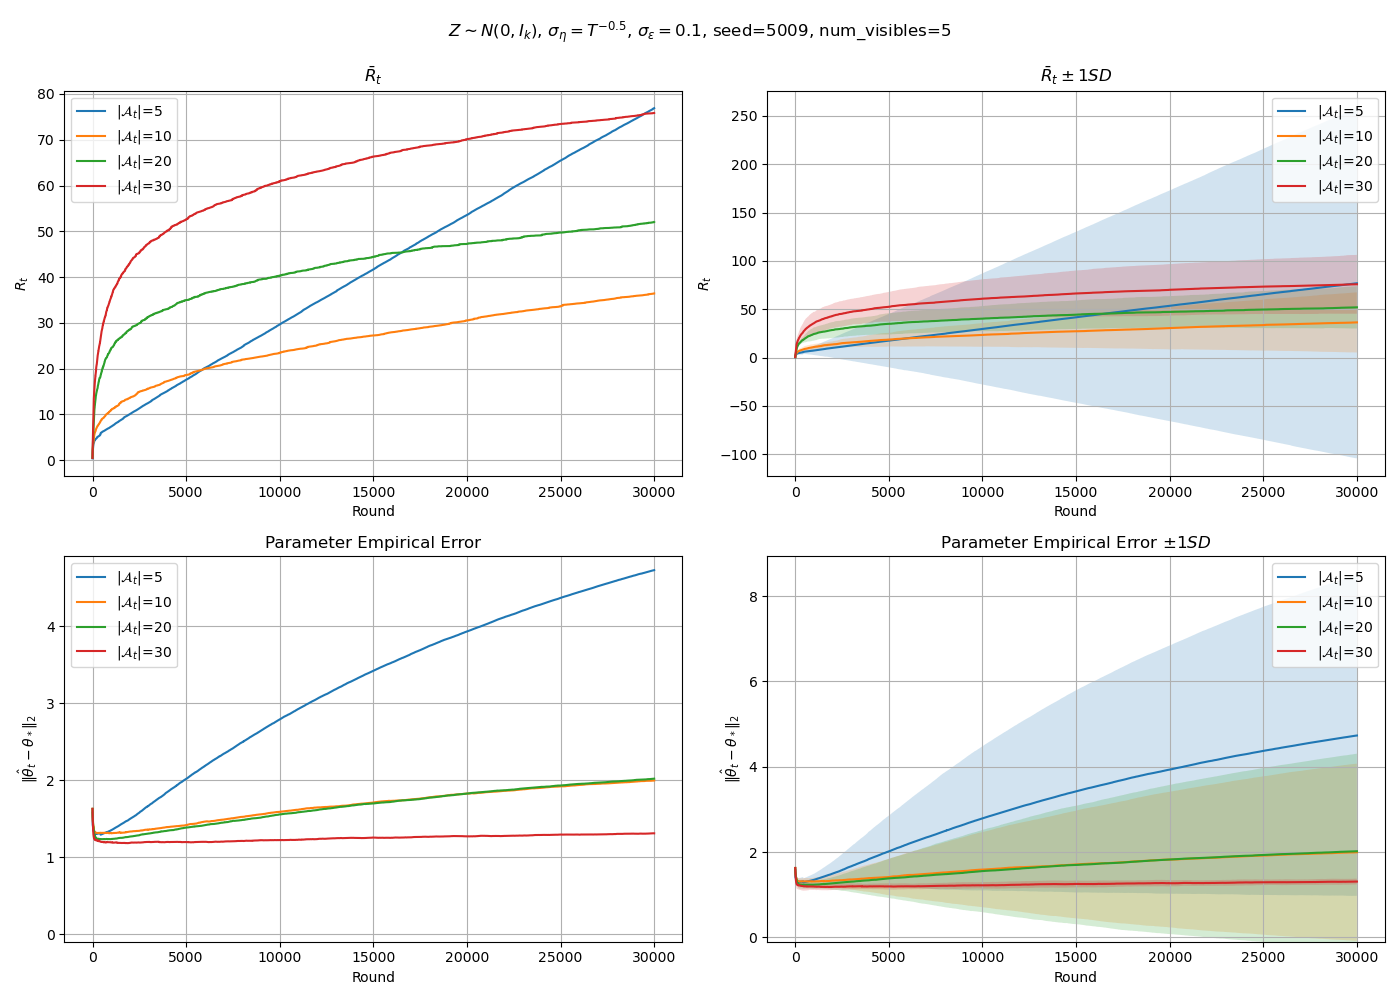 Z ~ N(0, I_k), σ_η = T^{−0.5}, σ_ε = 0.1, seed=5009, num_visibles=5
R̄_t
R_t
80
70
60
50
40
30
20
10
0
|𝒜_t|=5
|𝒜_t|=10
|𝒜_t|=20
|𝒜_t|=30
0 5000 10000 15000 20000 25000 30000
Round
R̄_t ± 1SD
R_t
250
200
150
100
50
0
−50
−100
|𝒜_t|=5
|𝒜_t|=10
|𝒜_t|=20
|𝒜_t|=30
0 5000 10000 15000 20000 25000 30000
Round
Parameter Empirical Error
‖θ̂_t − θ_*‖_2
4
3
2
1
0
|𝒜_t|=5
|𝒜_t|=10
|𝒜_t|=20
|𝒜_t|=30
0 5000 10000 15000 20000 25000 30000
Round
Parameter Empirical Error ±1SD
‖θ̂_t − θ_*‖_2
8
6
4
2
0
|𝒜_t|=5
|𝒜_t|=10
|𝒜_t|=20
|𝒜_t|=30
0 5000 10000 15000 20000 25000 30000
Round